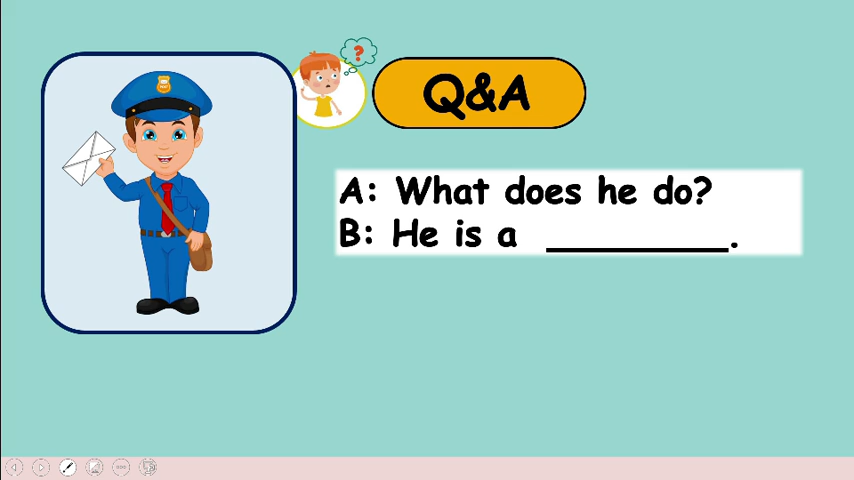 ?
Q&A
A: What does he do?
B: He is a _________.